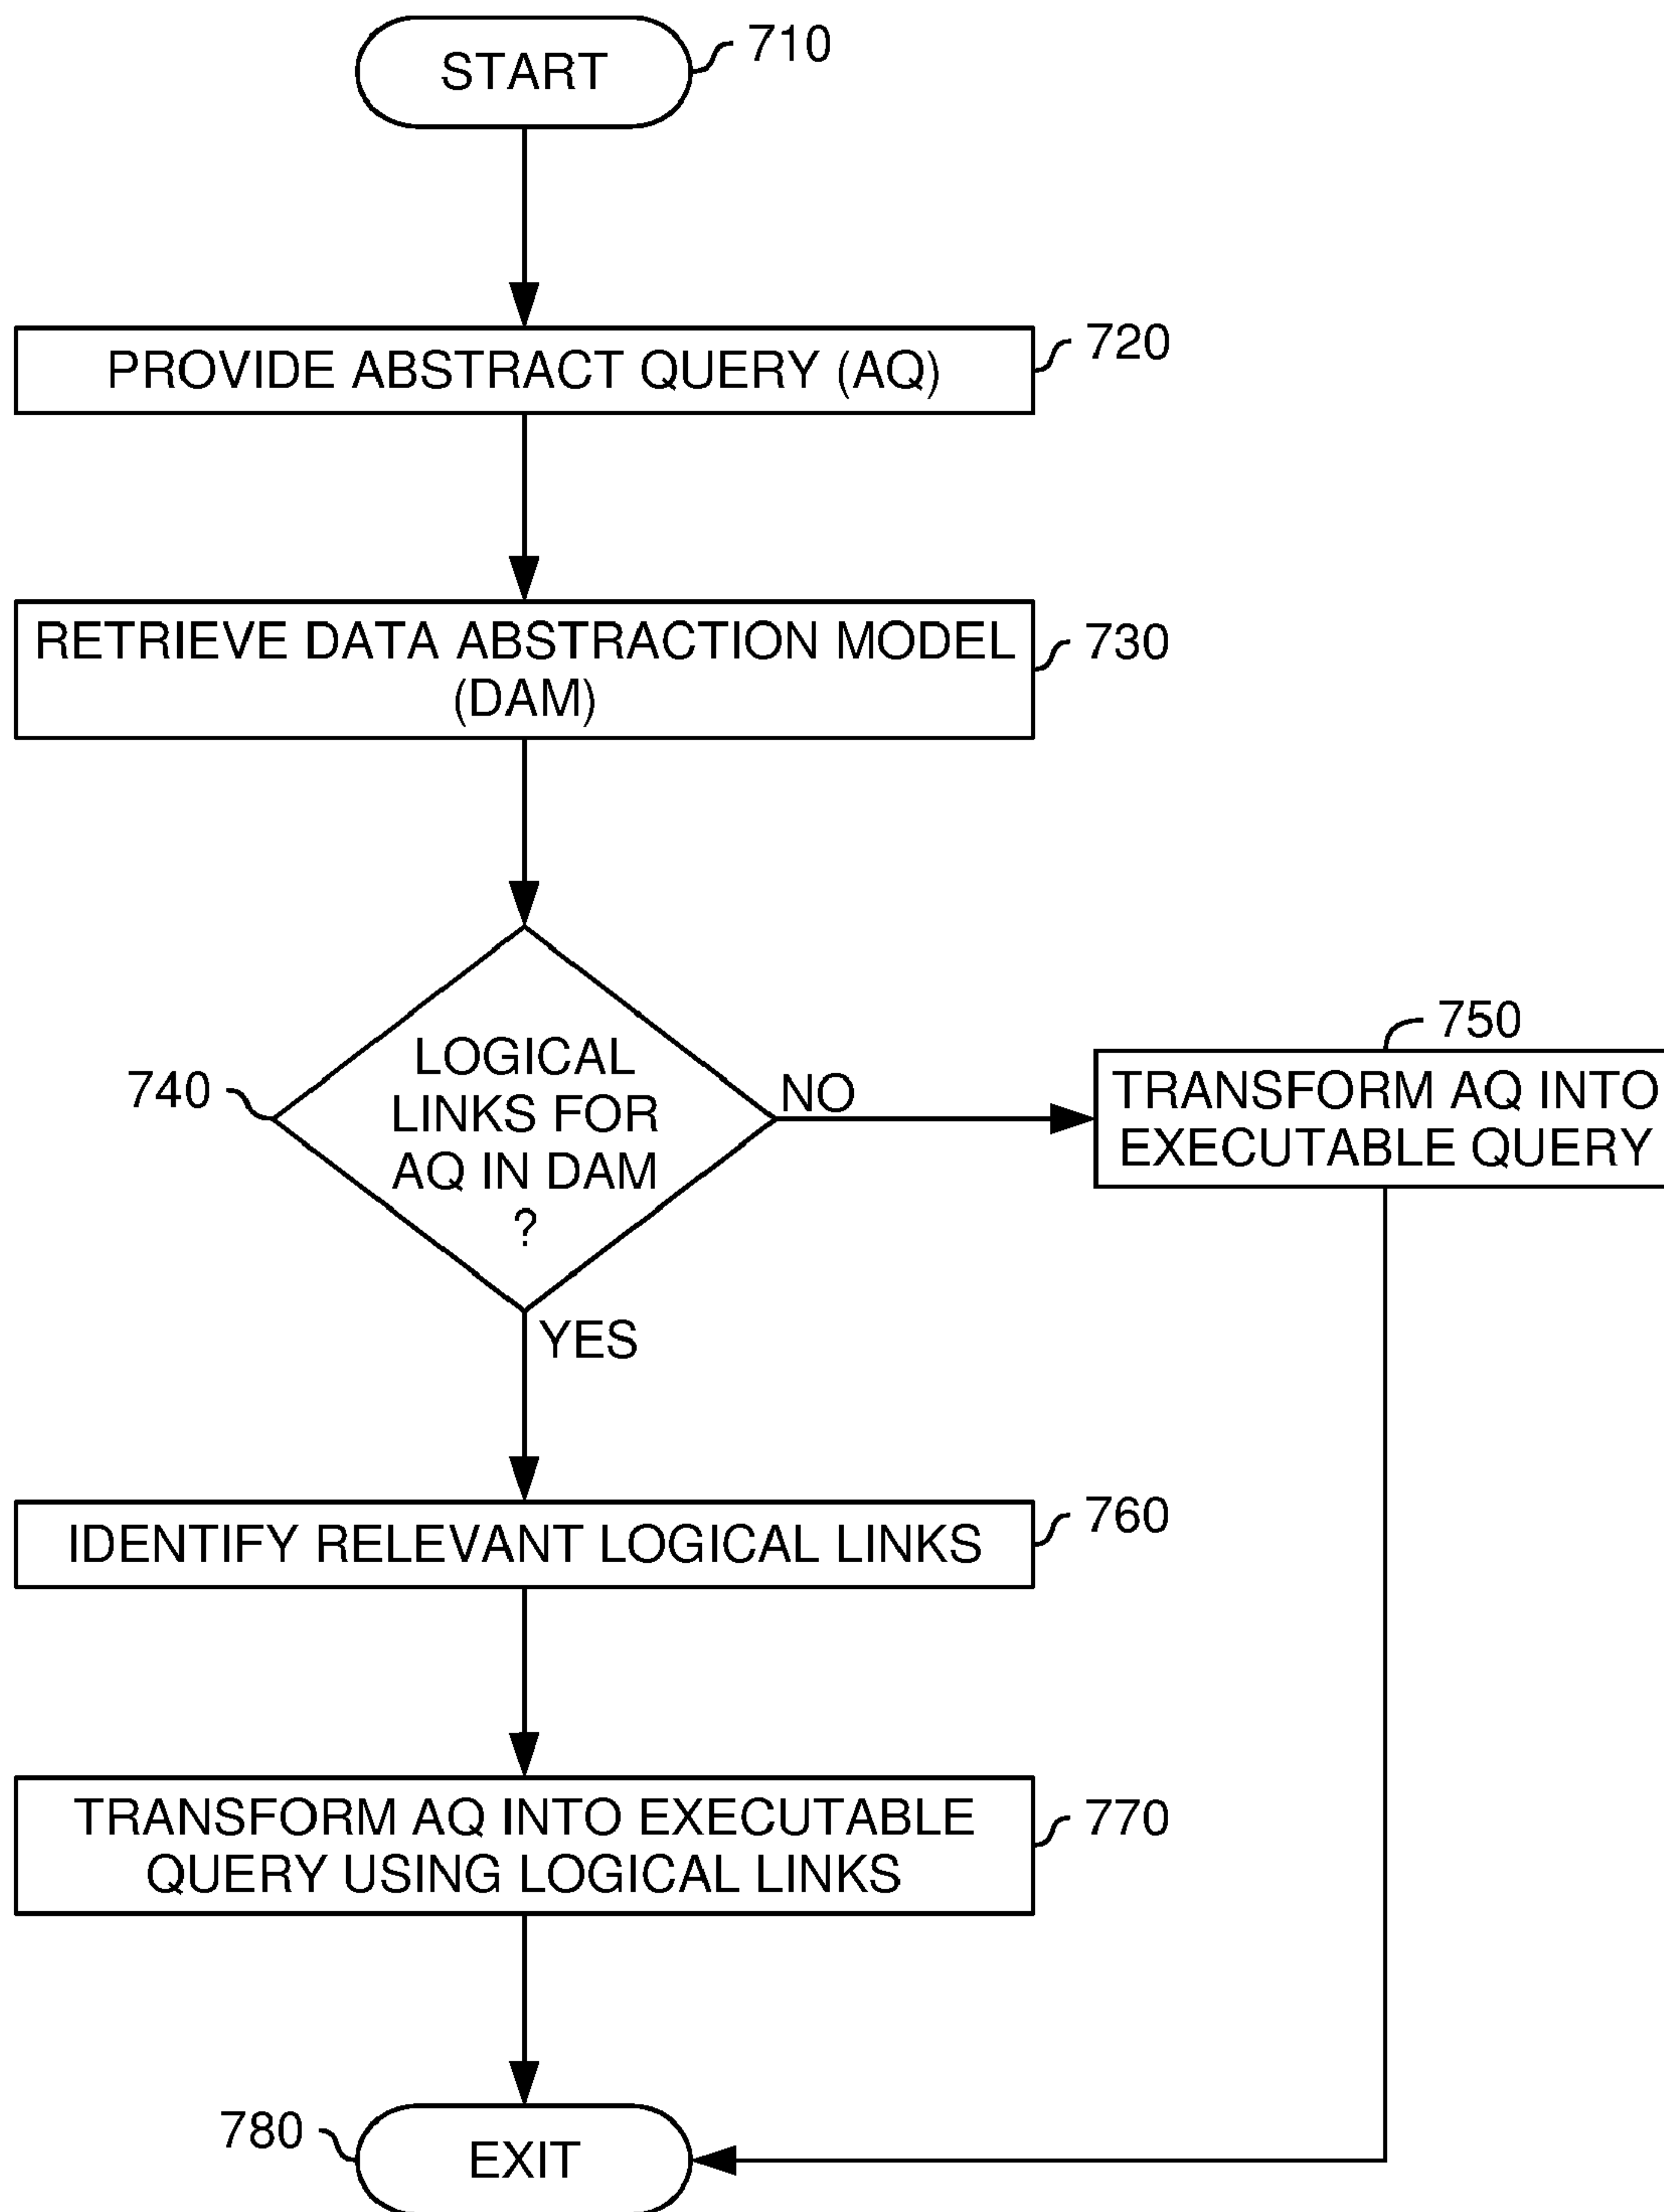 START
710
PROVIDE ABSTRACT QUERY (AQ)
720
RETRIEVE DATA ABSTRACTION MODEL
(DAM)
730
740
LOGICAL
LINKS FOR
AQ IN DAM
?
NO
750
TRANSFORM AQ INTO
EXECUTABLE QUERY
YES
IDENTIFY RELEVANT LOGICAL LINKS
760
TRANSFORM AQ INTO EXECUTABLE
QUERY USING LOGICAL LINKS
770
780
EXIT